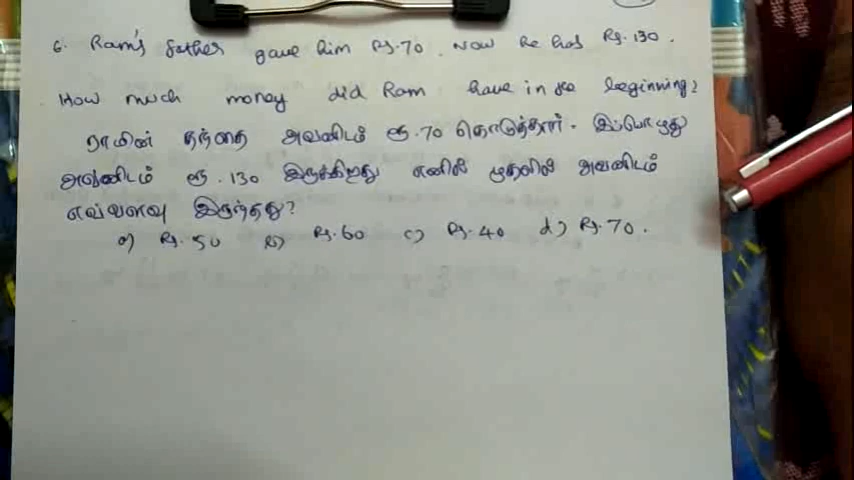 6. Ram's father gave him Rs.70. Now he has Rs.130.
How much money did Ram have in the beginning?
ராமின் தந்தை அவனிடம் ரூ.70 கொடுத்தார். இப்பொழுது
அவனிடம் ரூ.130 இருக்கிறது எனில் முதலில் அவனிடம்
எவ்வளவு இருந்தது?
a) Rs.50 b) Rs.60 c) Rs.40 d) Rs.70.